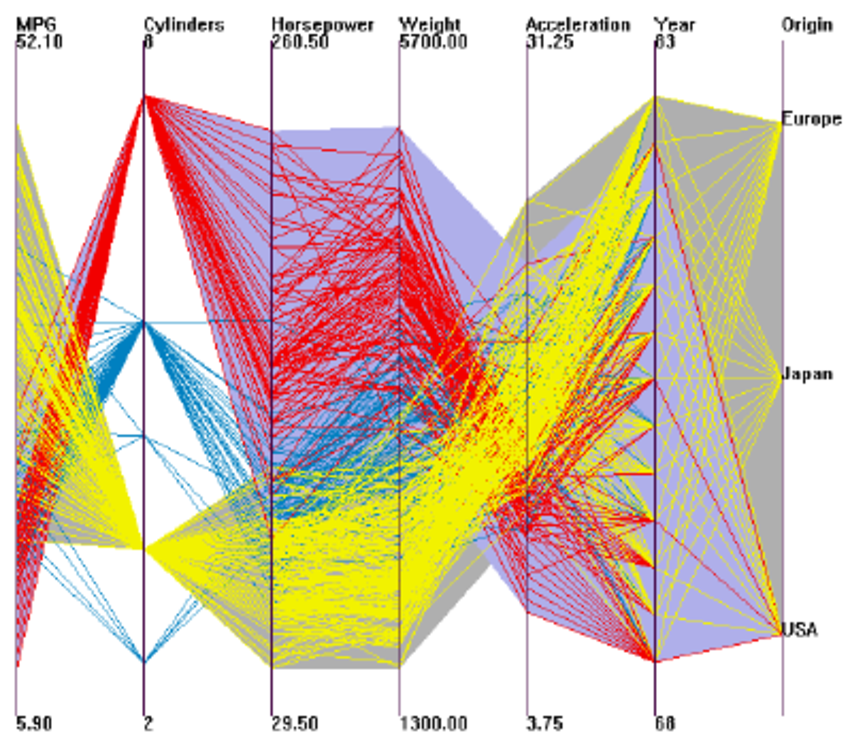 MPG Cylinders Horsepower Weight Acceleration Year Origin
52.10 8 260.50 5700.00 31.25 83
Europe
Japan
USA
5.90 2 29.50 1300.00 3.75 68